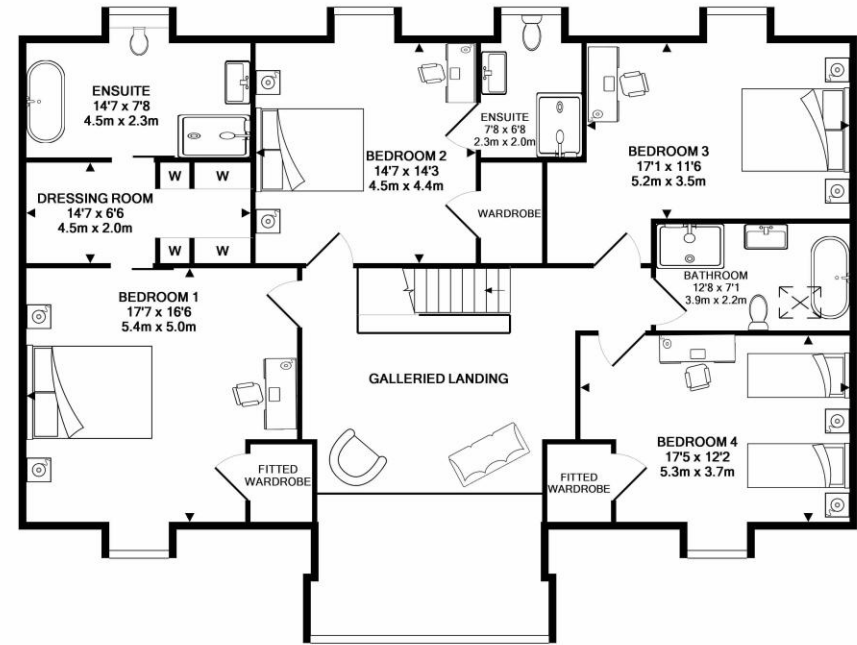 ENSUITE
14'7 x 7'8
4.5m x 2.3m
DRESSING ROOM
14'7 x 6'6
4.5m x 2.0m
W
W
W
W
BEDROOM 2
14'7 x 14'3
4.5m x 4.4m
ENSUITE
7'8 x 6'8
2.3m x 2.0m
WARDROBE
BEDROOM 3
17'1 x 11'6
5.2m x 3.5m
BATHROOM
12'8 x 7'1
3.9m x 2.2m
BEDROOM 1
17'7 x 16'6
5.4m x 5.0m
FITTED
WARDROBE
GALLERIED LANDING
FITTED
WARDROBE
BEDROOM 4
17'5 x 12'2
5.3m x 3.7m